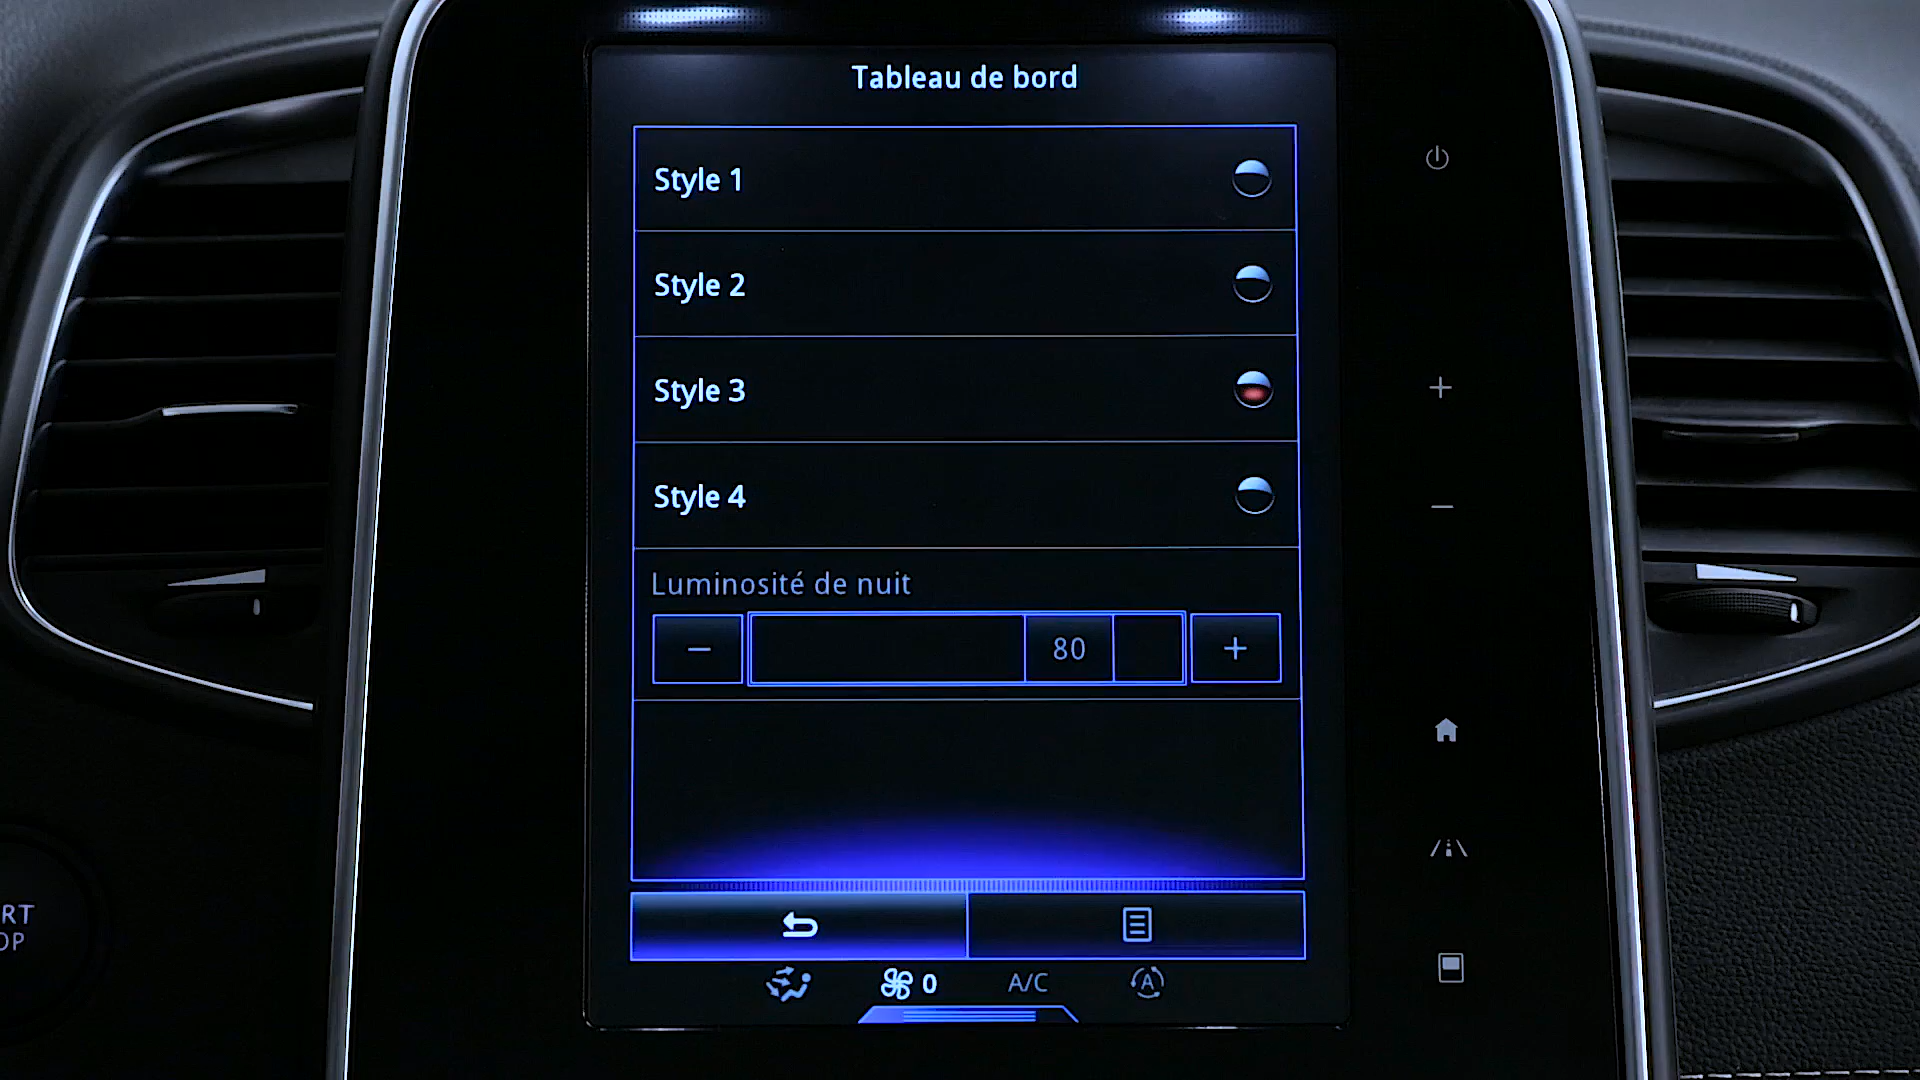 Tableau de bord
Style 1
Style 2
Style 3
Style 4
Luminosité de nuit
− 80 +
0 A/C A
RT
OP